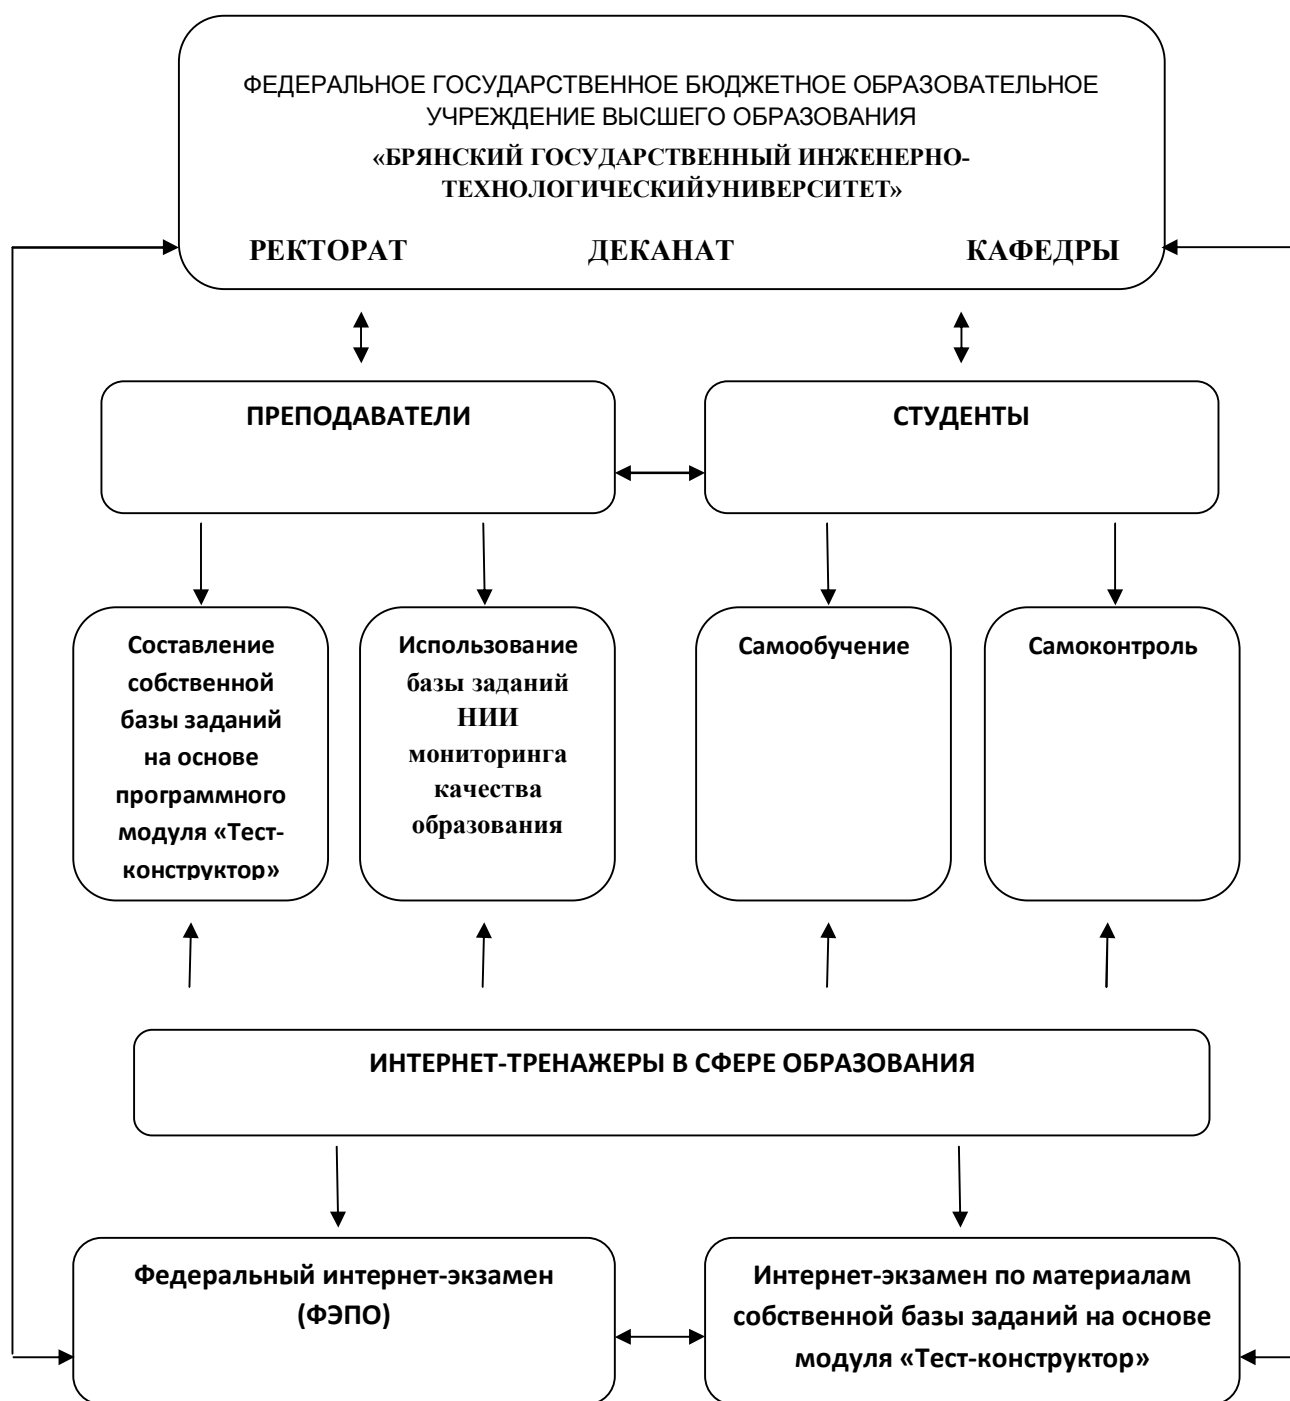 ФЕДЕРАЛЬНОЕ ГОСУДАРСТВЕННОЕ БЮДЖЕТНОЕ ОБРАЗОВАТЕЛЬНОЕ
УЧРЕЖДЕНИЕ ВЫСШЕГО ОБРАЗОВАНИЯ
«БРЯНСКИЙ ГОСУДАРСТВЕННЫЙ ИНЖЕНЕРНО-
ТЕХНОЛОГИЧЕСКИЙУНИВЕРСИТЕТ»
РЕКТОРАТ ДЕКАНАТ КАФЕДРЫ
ПРЕПОДАВАТЕЛИ
СТУДЕНТЫ
Составление
собственной
базы заданий
на основе
программного
модуля «Тест-
конструктор»
Использование
базы заданий
НИИ
мониторинга
качества
образования
Самообучение
Самоконтроль
ИНТЕРНЕТ-ТРЕНАЖЕРЫ В СФЕРЕ ОБРАЗОВАНИЯ
Федеральный интернет-экзамен
(ФЭПО)
Интернет-экзамен по материалам
собственной базы заданий на основе
модуля «Тест-конструктор»